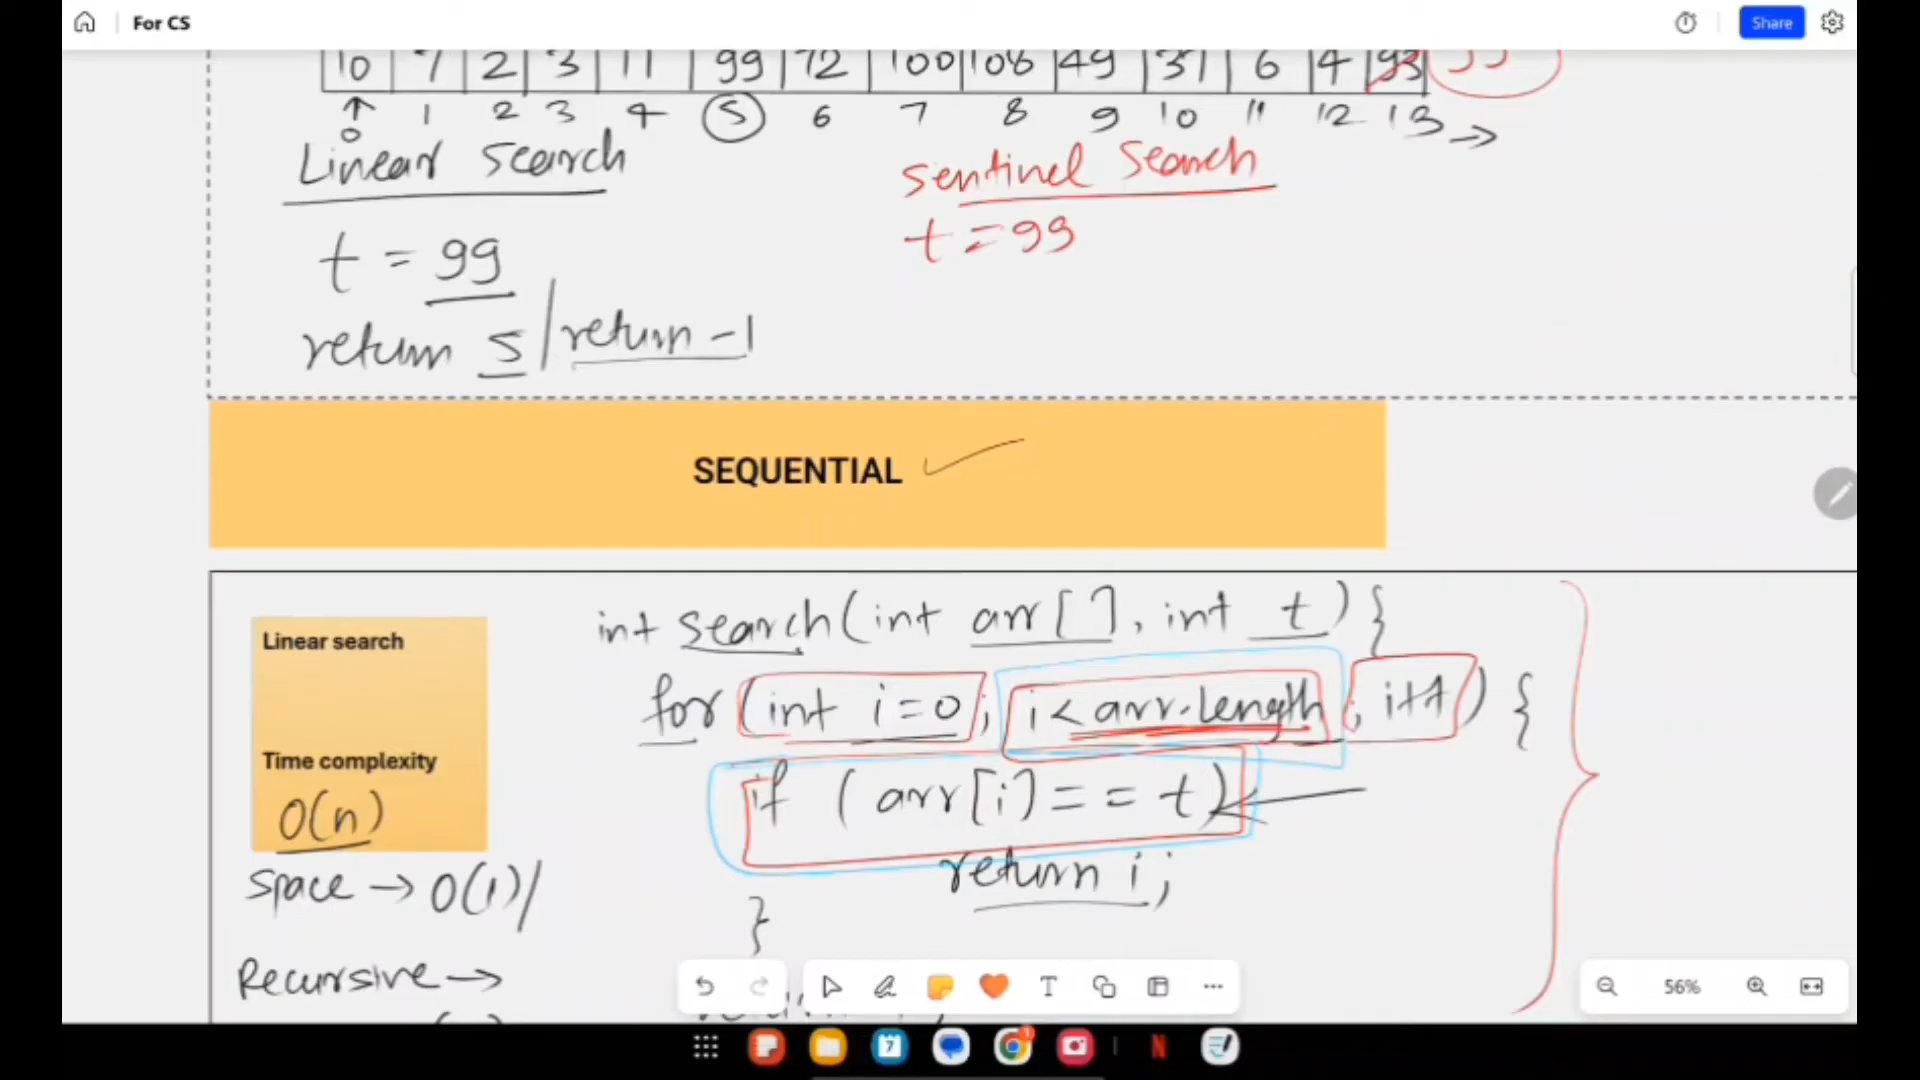 For CS
Share
10 7 2 3 11 99 72 100 108 49 37 6 4 93
0 1 2 3 4 5 6 7 8 9 10 11 12 13 →
Linear Search
Sentinel Search
t = 99
t = 99
return 5 / return -1
SEQUENTIAL
Linear search
Time complexity
O(n)
Space → O(1)/
Recursive →
int search(int arr[], int t) {
for (int i=0; i<arr.length; i++) {
if (arr[i] == t)
return i;
}
56%
7
1
N